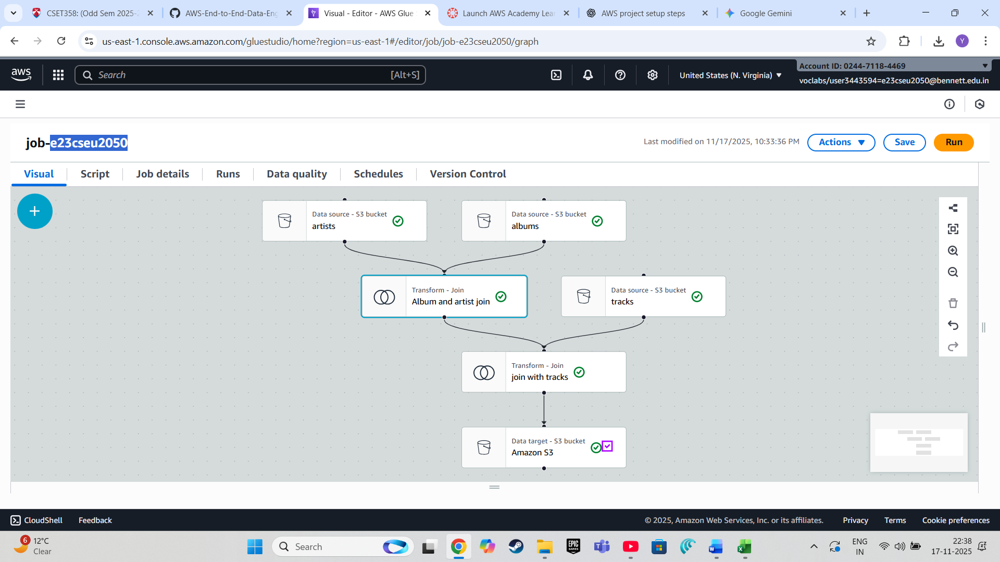 CSET358: (Odd Sem 2025-2
AWS-End-to-End-Data-Eng
Visual - Editor - AWS Glue
Launch AWS Academy Lear
AWS project setup steps
Google Gemini
us-east-1.console.aws.amazon.com/gluestudio/home?region=us-east-1#/editor/job/job-e23cseu2050/graph
Y
aws
Search
[Alt+S]
United States (N. Virginia)
Account ID: 0244-7118-4469
voclabs/user3443594=e23cseu2050@bennett.edu.in
job-e23cseu2050
Last modified on 11/17/2025, 10:33:36 PM
Actions
Save
Run
Visual
Script
Job details
Runs
Data quality
Schedules
Version Control
Data source - S3 bucket
artists
Data source - S3 bucket
albums
Transform - Join
Album and artist join
Data source - S3 bucket
tracks
Transform - Join
join with tracks
Data target - S3 bucket
Amazon S3
CloudShell
Feedback
© 2025, Amazon Web Services, Inc. or its affiliates.
Privacy
Terms
Cookie preferences
6
12°C
Clear
Search
EPIC
GAMES
ENG
IN
22:38
17-11-2025